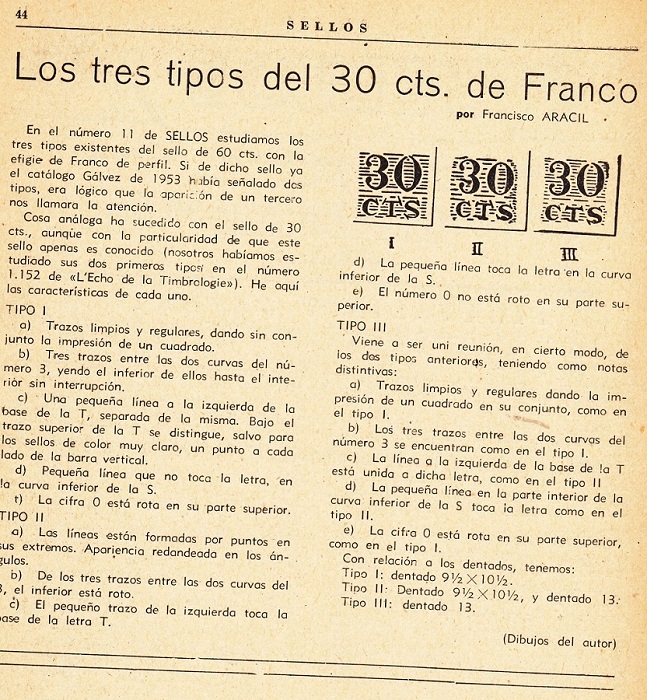 44
SELLOS
Los tres tipos del 30 cts. de Franco
por Francisco ARACIL
En el número 11 de SELLOS estudiamos los
tres tipos existentes del sello de 60 cts. con la
efigie de Franco de perfil. Si de dicho sello ya
el catálogo Gálvez de 1953 había señalado dos
tipos, era lógico que la aparición de un tercero
nos llamara la atención.
Cosa análoga ha sucedido con el sello de 30
cts., aunque con la particularidad de que este
sello apenas es conocido (nosotros habíamos es-
tudiado sus dos primeros tipos en el número
1.152 de «L'Echo de la Timbrologie»). He aquí
las características de cada uno.
TIPO I
a) Trazos limpios y regulares, dando sin con-
junto la impresión de un cuadrado.
b) Tres trazos entre las dos curvas del nú-
mero 3, yendo el inferior de ellos hasta el inte-
rior sin interrupción.
c) Una pequeña línea a la izquierda de la
base de la T, separada de la misma. Bajo el
trazo superior de la T se distingue, salvo para
los sellos de color muy claro, un punto a cada
lado de la barra vertical.
d) Pequeña línea que no toca la letra, en
la curva inferior de la S.
t) La cifra 0 está rota en su parte superior.
TIPO II
a) Las líneas están formadas por puntos en
sus extremos. Apariencia redandeada en los án-
gulos.
b) De los trazos entre las dos curvas del
3, el inferior está roto.
c) El pequeño trazo de la izquierda toca la
base de la letra T.
30 30 30
CTS CTS CTS
I II III
d) La pequeña línea toca la letra en la curva
inferior de la S.
e) El número 0 no está roto en su parte su-
perior.
TIPO III
Viene a ser uni reunión, en cierto modo, de
los dos tipos anteriores, teniendo como notas
distintivas:
a) Trazos limpios y regulares dando la im-
presión de un cuadrado en su conjunto, como en
el tipo I.
b) Los tres trazos entre las dos curvas del
número 3 se encuentran como en el tipo I.
c) La línea a la izquierda de la base de la T
está unida a dicha letra, como en el tipo II
d) La pequeña línea en la parte interior de la
curva inferior de la S toca la letra como en el
tipo II.
e) La cifra 0 está rota en su parte superior,
como en el tipo I.
Con relación a los dentados, tenemos:
Tipo I: dentado 9½ × 10½.
Tipo II: Dentado 9½ × 10½, y dentado 13.
Tipo III: dentado 13.
(Dibujos del autor)